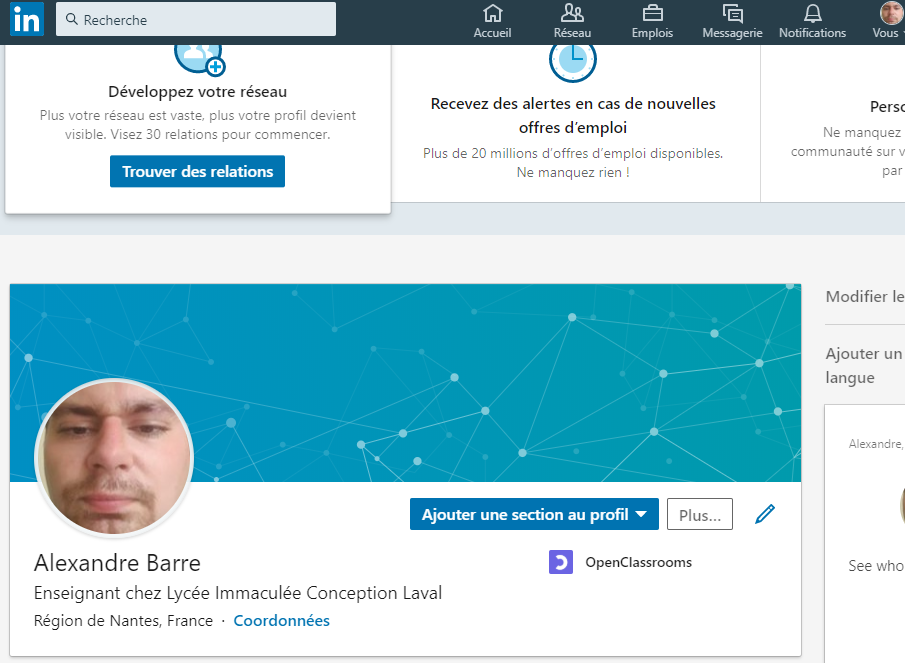 in
Recherche
Accueil
Réseau
Emplois
Messagerie
Notifications
Vous
Développez votre réseau
Plus votre réseau est vaste, plus votre profil devient
visible. Visez 30 relations pour commencer.
Trouver des relations
Recevez des alertes en cas de nouvelles
offres d’emploi
Plus de 20 millions d’offres d’emploi disponibles.
Ne manquez rien !
Perso
Ne manquez
communauté sur v
par
Modifier le
Ajouter un
langue
Alexandre,
See who
Ajouter une section au profil
Plus...
Alexandre Barre
OpenClassrooms
Enseignant chez Lycée Immaculée Conception Laval
Région de Nantes, France · Coordonnées